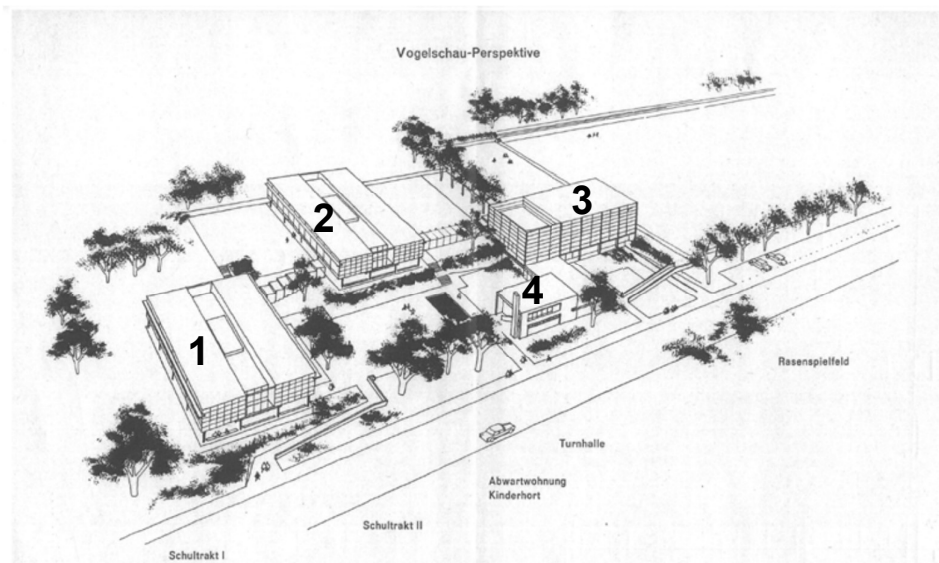 Vogelschau-Perspektive
3
2
4
1
Rasenspielfeld
Turnhalle
Abwartwohnung
Kinderhort
Schultrakt II
Schultrakt I